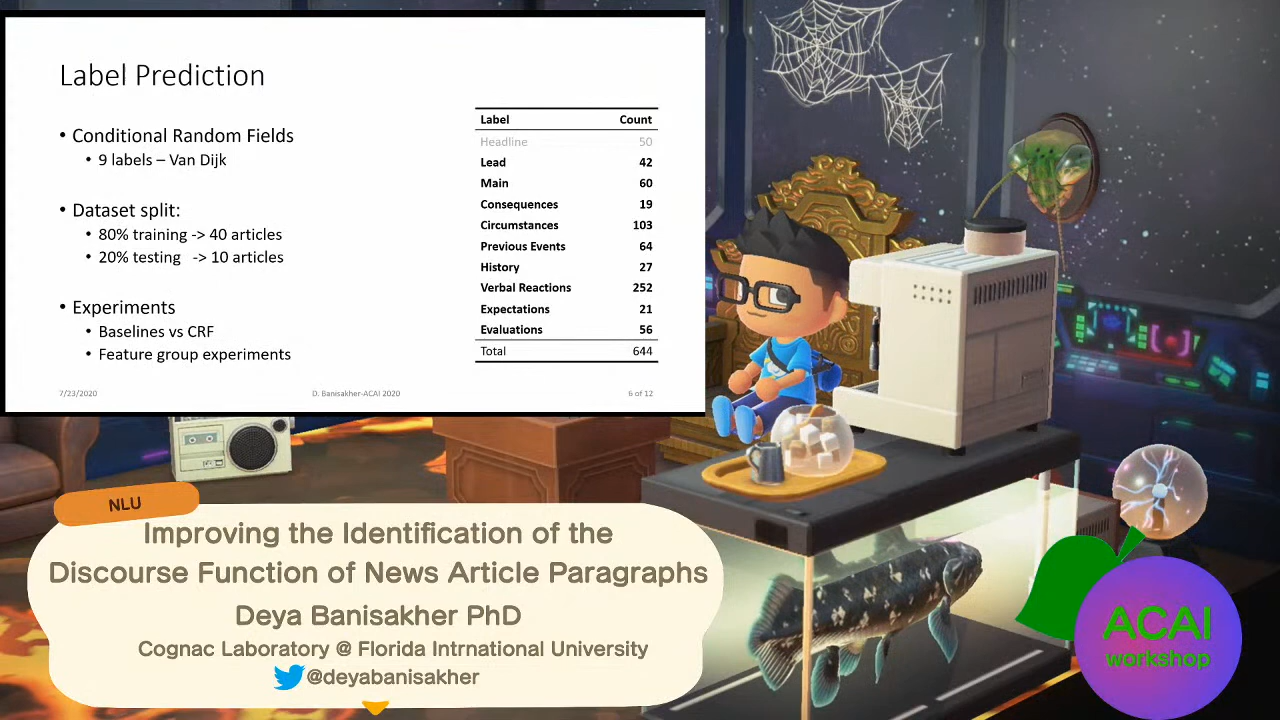 Label Prediction
• Conditional Random Fields
• 9 labels – Van Dijk
• Dataset split:
• 80% training -> 40 articles
• 20% testing -> 10 articles
• Experiments
• Baselines vs CRF
• Feature group experiments
Label Count
Headline 50
Lead 42
Main 60
Consequences 19
Circumstances 103
Previous Events 64
History 27
Verbal Reactions 252
Expectations 21
Evaluations 56
Total 644
7/23/2020 D. Banisakher-ACAI 2020 6 of 12
NLU
Improving the Identification of the
Discourse Function of News Article Paragraphs
Deya Banisakher PhD
Cognac Laboratory @ Florida Intrnational University
@deyabanisakher
ACAI
workshop